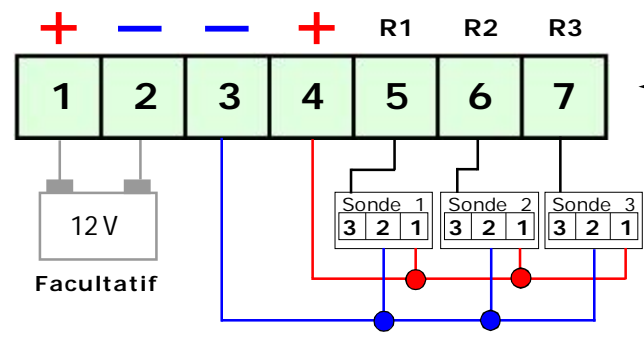 + — — + R1 R2 R3
1 2 3 4 5 6 7
Sonde 1 Sonde 2 Sonde 3
3 2 1 3 2 1 3 2 1
12V
Facultatif